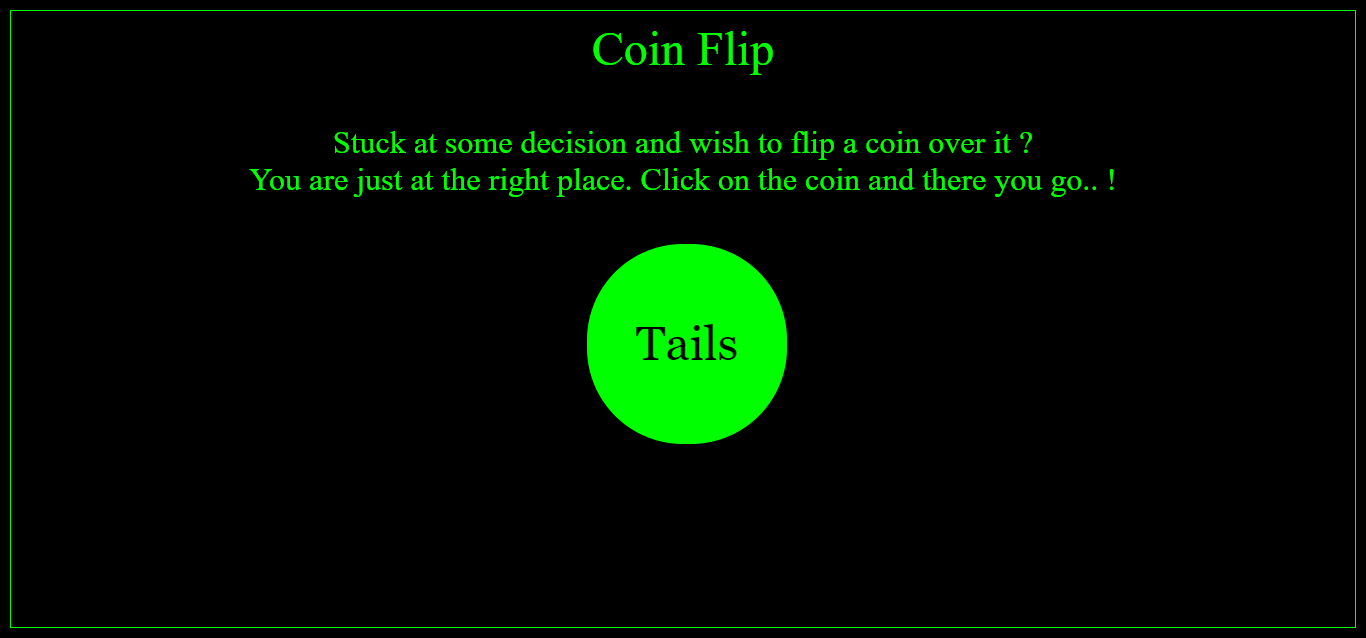 Coin Flip
Stuck at some decision and wish to flip a coin over it ?
You are just at the right place. Click on the coin and there you go.. !
Tails